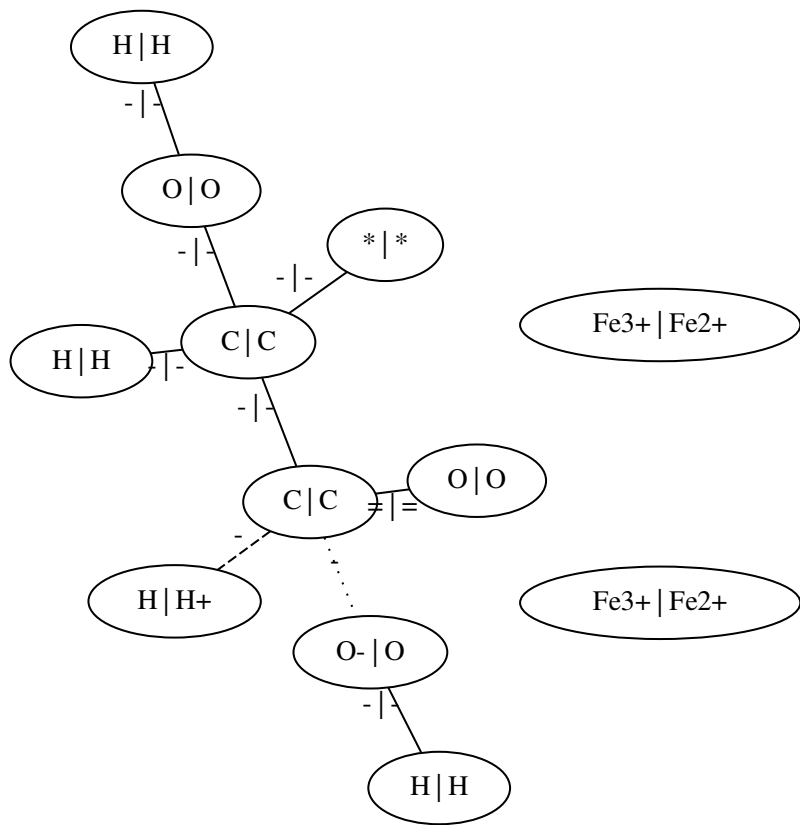 H|H
-|-
O|O
-|-
*|*
-|-
Fe3+|Fe2+
C|C
H|H
-|-
-|-
O|O
C|C
=|=
-
-
H|H+
Fe3+|Fe2+
O-|O
-|-
H|H